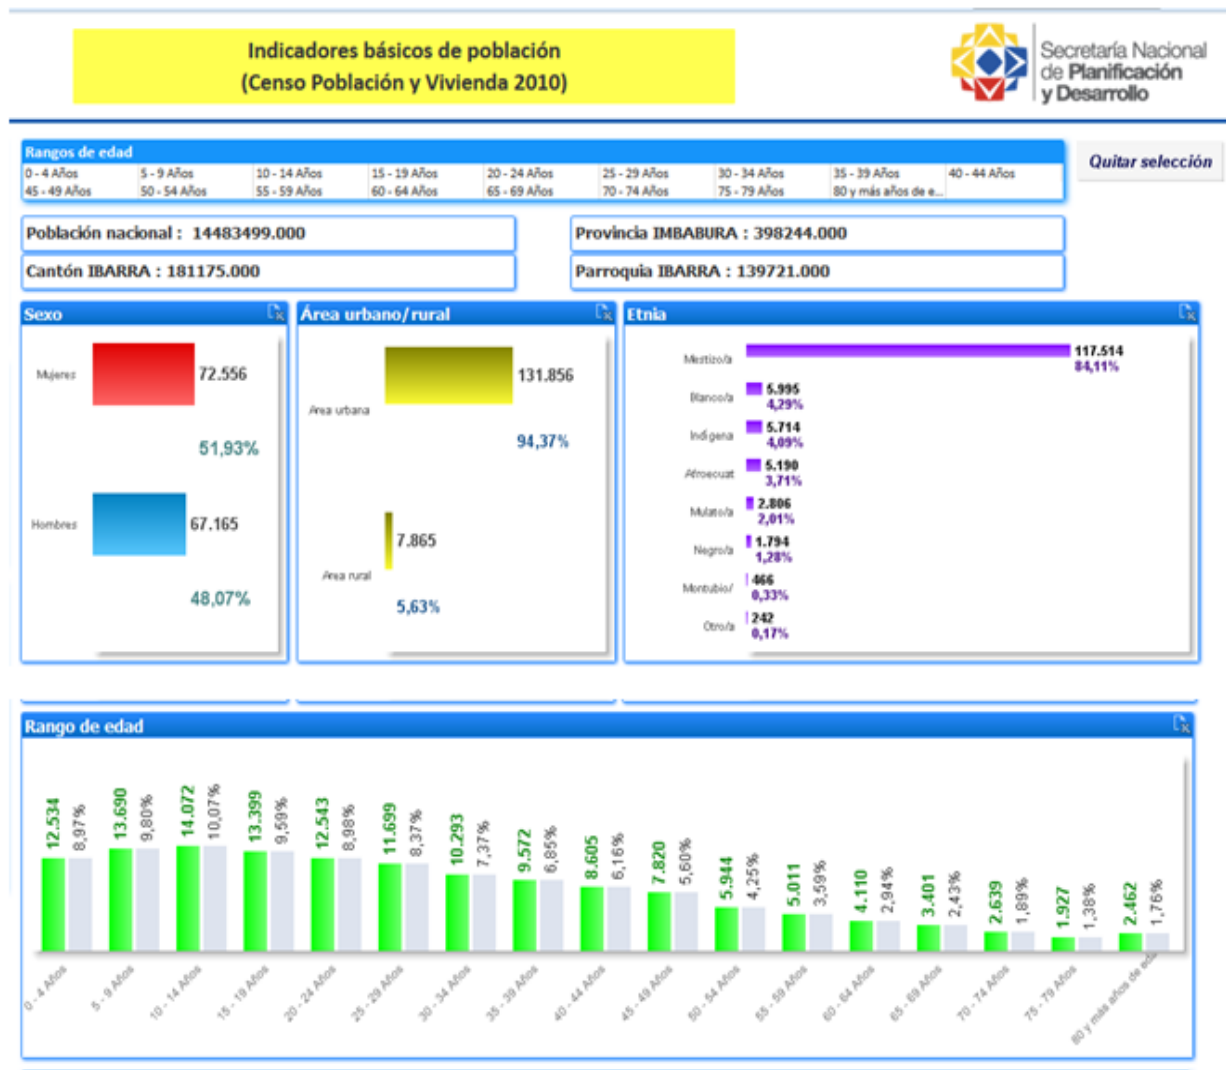 Indicadores básicos de población
(Censo Población y Vivienda 2010)
Secretaría Nacional
de Planificación
y Desarrollo
Rangos de edad
0 - 4 Años 5 - 9 Años 10 - 14 Años 15 - 19 Años 20 - 24 Años 25 - 29 Años 30 - 34 Años 35 - 39 Años 40 - 44 Años
45 - 49 Años 50 - 54 Años 55 - 59 Años 60 - 64 Años 65 - 69 Años 70 - 74 Años 75 - 79 Años 80 y más años de e...
Quitar selección
Población nacional : 14483499.000
Provincia IMBABURA : 398244.000
Cantón IBARRA : 181175.000
Parroquia IBARRA : 139721.000
Sexo
Mujeres
72.556
51,93%
Hombres
67.165
48,07%
Área urbano/rural
Area urbana
131.856
94,37%
Area rural
7.865
5,63%
Etnia
Mestizo/a
117.514
84,11%
Blanco/a
5.995
4,29%
Indígena
5.714
4,09%
Afroecuat
5.190
3,71%
Mulato/a
2.806
2,01%
Negro/a
1.794
1,28%
Montubio/
466
0,33%
Otro/a
242
0,17%
Rango de edad
12.534 8,97%
13.690 9,80%
14.072 10,07%
13.399 9,59%
12.543 8,98%
11.699 8,37%
10.293 7,37%
9.572 6,85%
8.605 6,16%
7.820 5,60%
5.944 4,25%
5.011 3,59%
4.110 2,94%
3.401 2,43%
2.639 1,89%
1.927 1,38%
2.462 1,76%
0 - 4 Años
5 - 9 Años
10 - 14 Años
15 - 19 Años
20 - 24 Años
25 - 29 Años
30 - 34 Años
35 - 39 Años
40 - 44 Años
45 - 49 Años
50 - 54 Años
55 - 59 Años
60 - 64 Años
65 - 69 Años
70 - 74 Años
75 - 79 Años
80 y más años de eda